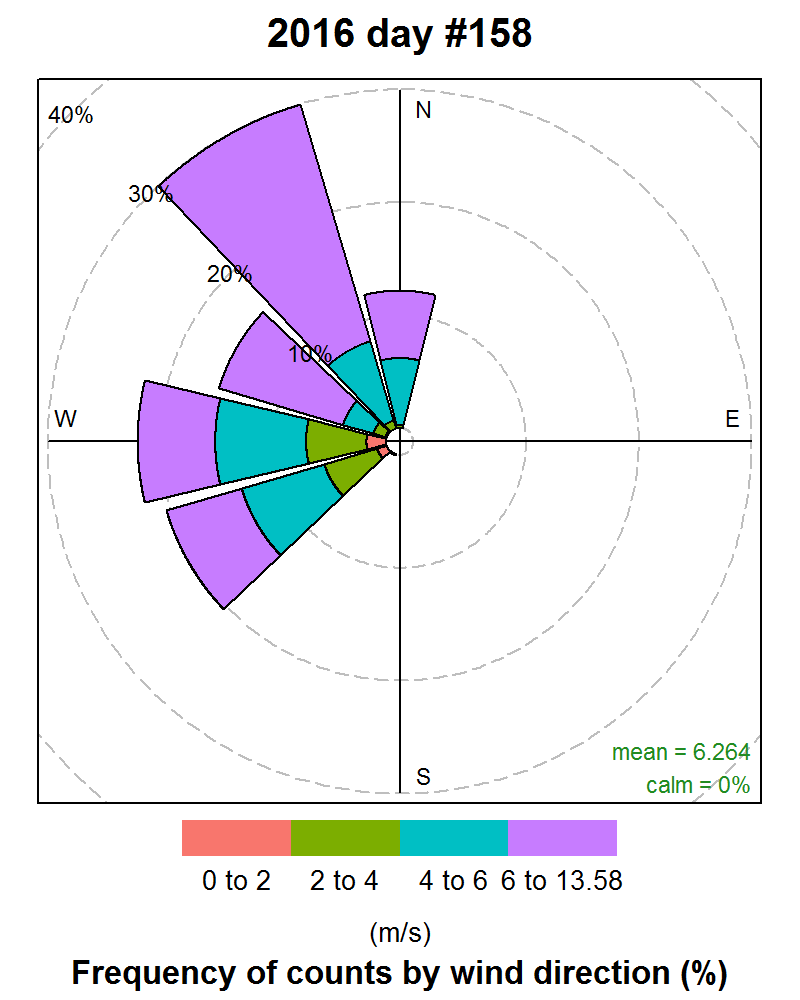 2016 day #158
40%
N
30%
20%
10%
W
E
S
mean = 6.264
calm = 0%
0 to 2 2 to 4 4 to 6 6 to 13.58
(m/s)
Frequency of counts by wind direction (%)